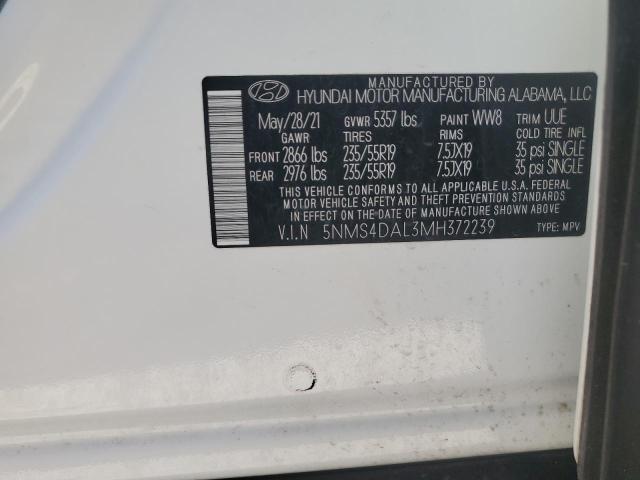 MANUFACTURED BY
HYUNDAI MOTOR MANUFACTURING ALABAMA, LLC
May/28/21 GVWR 5357 lbs PAINT WW8 TRIM UUE
GAWR TIRES RIMS COLD TIRE INFL
FRONT 2866 lbs 235/55R19 7.5JX19 35 psi SINGLE
REAR 2976 lbs 235/55R19 7.5JX19 35 psi SINGLE
THIS VEHICLE CONFORMS TO ALL APPLICABLE U.S.A. FEDERAL
MOTOR VEHICLE SAFETY AND THEFT PREVENTION STANDARDS
IN EFFECT ON THE DATE OF MANUFACTURE SHOWN ABOVE
V.I.N 5NMS4DAL3MH372239 TYPE: MPV